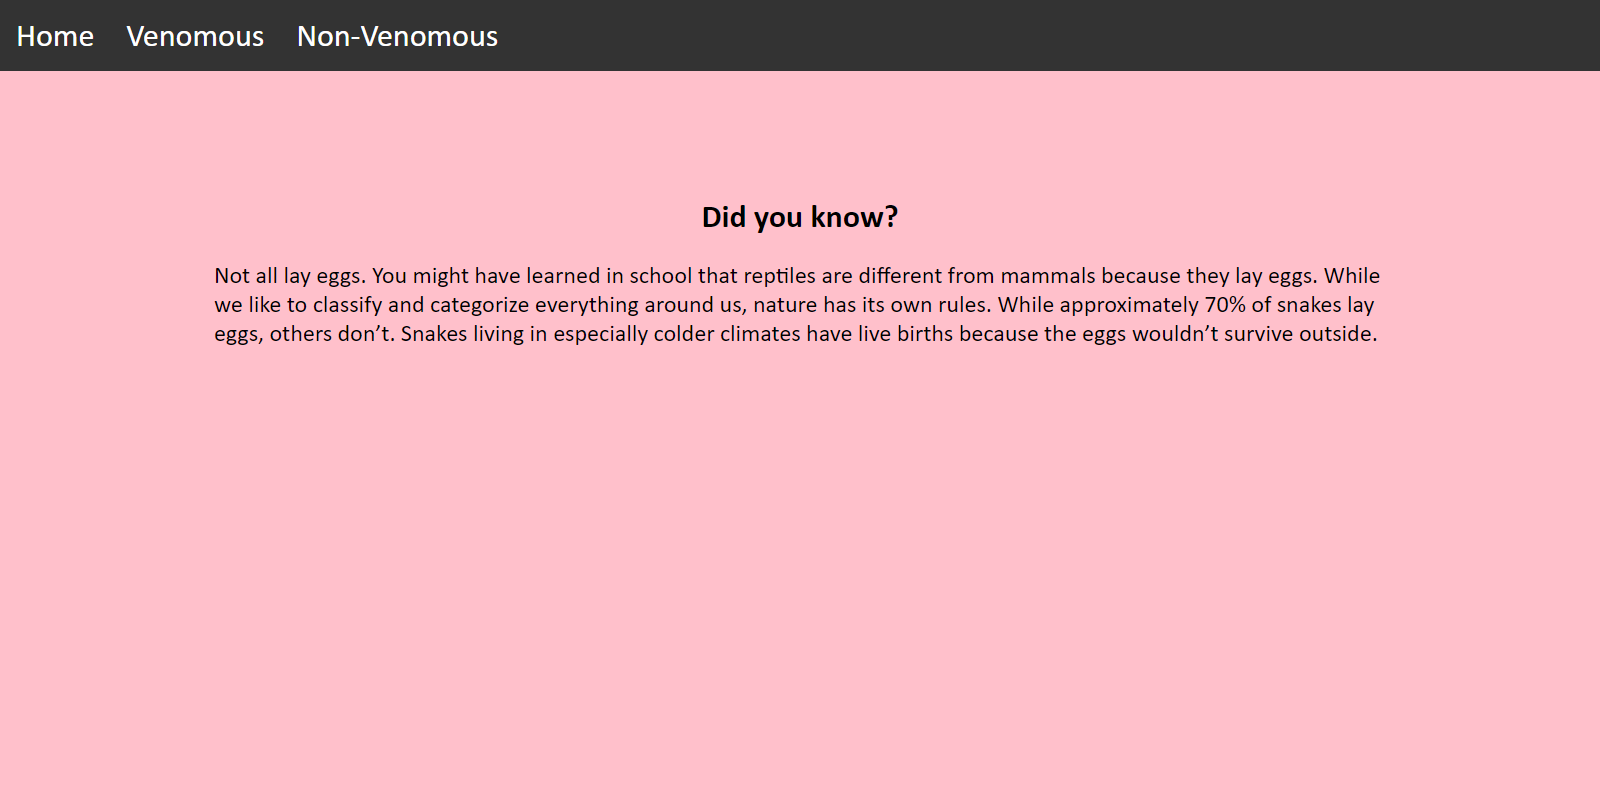 Home Venomous Non-Venomous
Did you know?
Not all lay eggs. You might have learned in school that reptiles are different from mammals because they lay eggs. While
we like to classify and categorize everything around us, nature has its own rules. While approximately 70% of snakes lay
eggs, others don’t. Snakes living in especially colder climates have live births because the eggs wouldn’t survive outside.